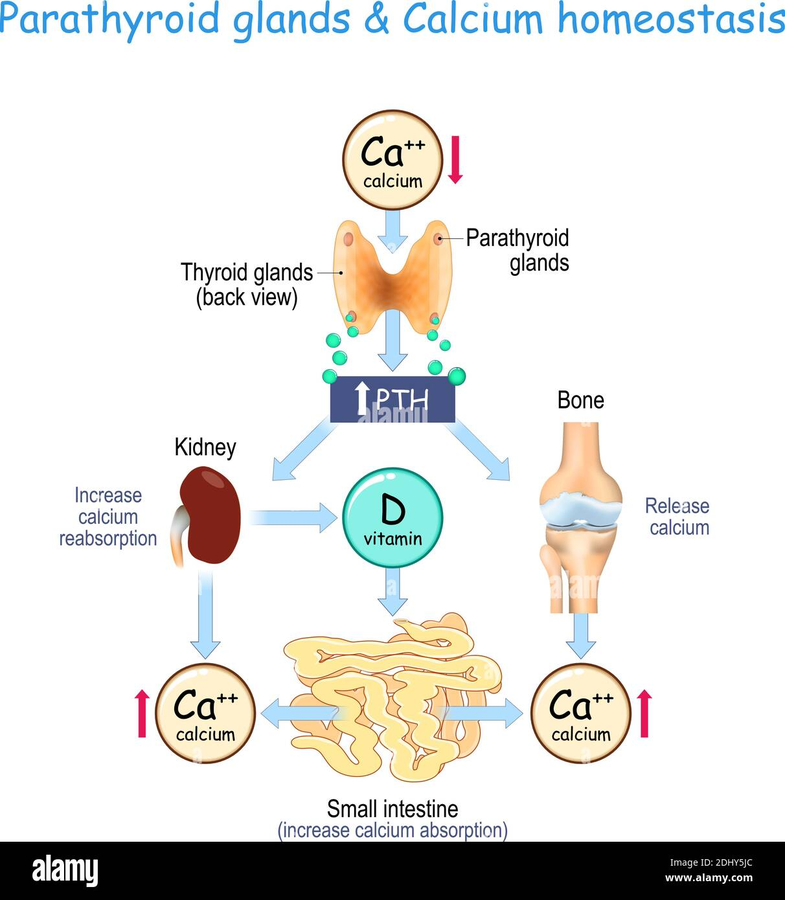 Parathyroid glands & Calcium homeostasis
Ca++
calcium
Parathyroid
glands
Thyroid glands
(back view)
PTH
Bone
Kidney
Increase
calcium
reabsorption
D
vitamin
Release
calcium
Ca++
calcium
Ca++
calcium
Small intestine
(increase calcium absorption)
a
alamy
alamy
alamy
a
a
a
alamy
Image ID: 2DHY5JC
www.alamy.com